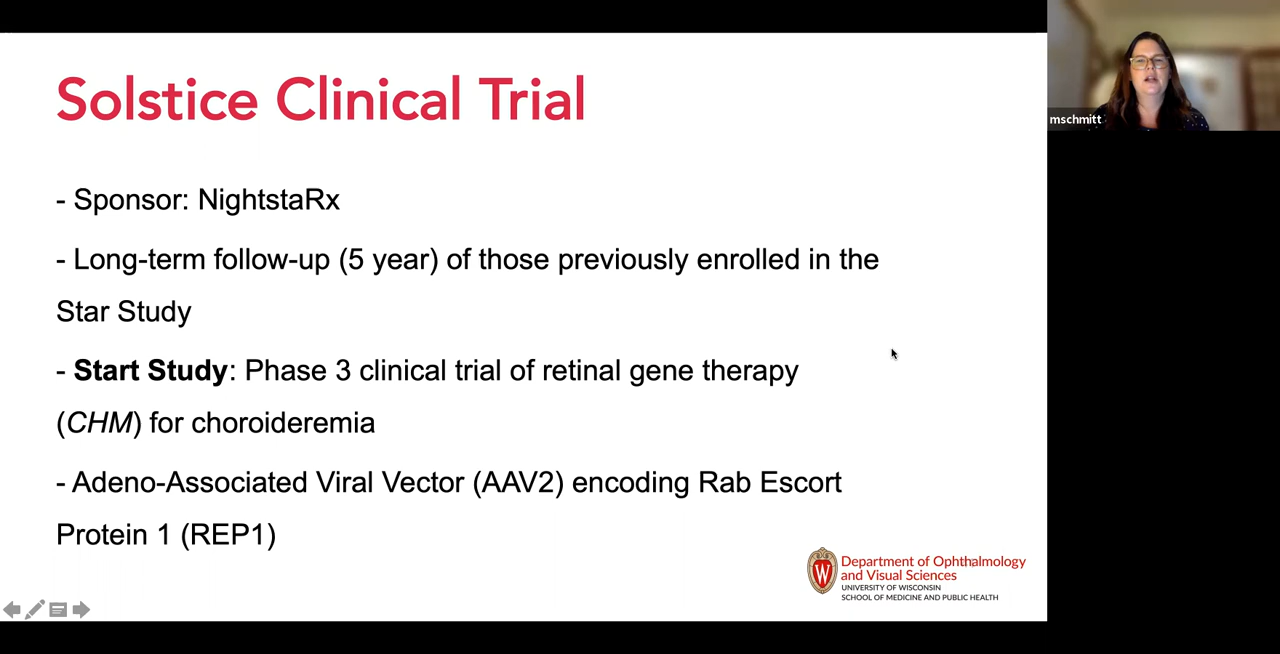 Solstice Clinical Trial
- Sponsor: NightstaRx
- Long-term follow-up (5 year) of those previously enrolled in the
Star Study
- Start Study: Phase 3 clinical trial of retinal gene therapy
(CHM) for choroideremia
- Adeno-Associated Viral Vector (AAV2) encoding Rab Escort
Protein 1 (REP1)
W
Department of Ophthalmology
and Visual Sciences
UNIVERSITY OF WISCONSIN
SCHOOL OF MEDICINE AND PUBLIC HEALTH
mschmitt